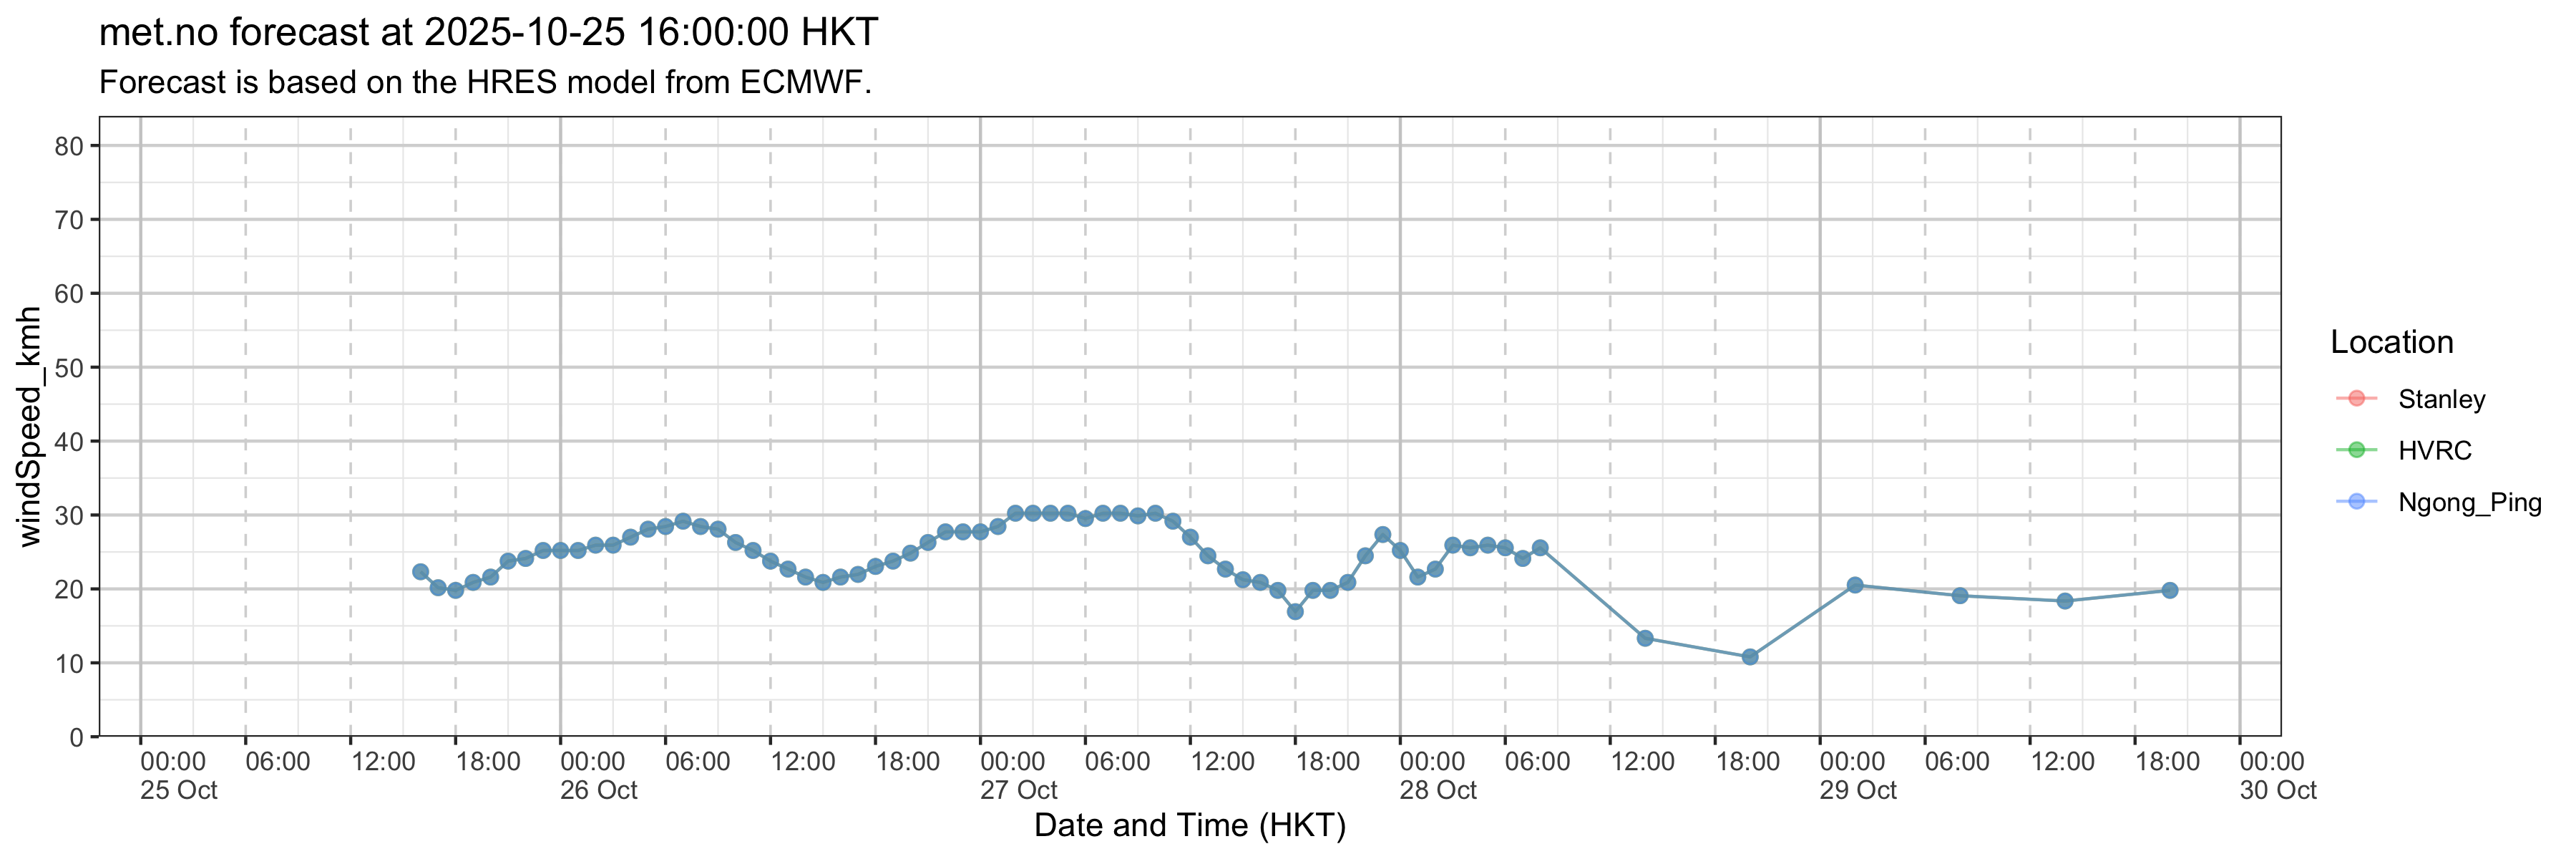 met.no forecast at 2025-10-25 16:00:00 HKT
Forecast is based on the HRES model from ECMWF.
windSpeed_kmh
80
70
60
50
40
30
20
10
0
00:00 06:00 12:00 18:00 00:00 06:00 12:00 18:00 00:00 06:00 12:00 18:00 00:00 06:00 12:00 18:00 00:00 06:00 12:00 18:00 00:00
25 Oct 26 Oct 27 Oct 28 Oct 29 Oct 30 Oct
Date and Time (HKT)
Location
Stanley
HVRC
Ngong_Ping